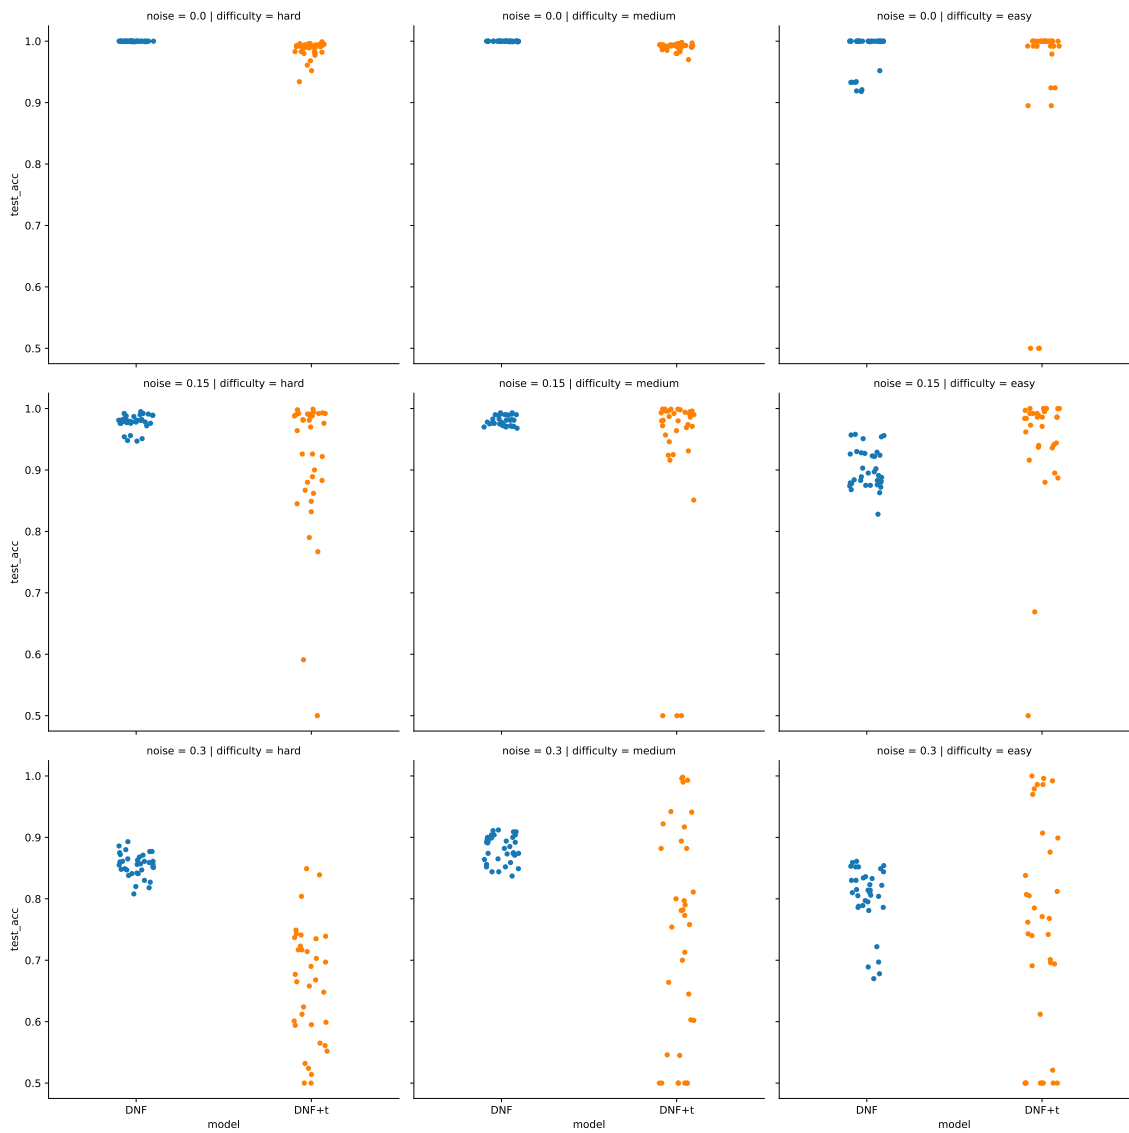 noise = 0.0 | difficulty = hard
noise = 0.0 | difficulty = medium
noise = 0.0 | difficulty = easy
1.0
0.9
0.8
0.7
0.6
0.5
test_acc
noise = 0.15 | difficulty = hard
noise = 0.15 | difficulty = medium
noise = 0.15 | difficulty = easy
1.0
0.9
0.8
0.7
0.6
0.5
test_acc
noise = 0.3 | difficulty = hard
noise = 0.3 | difficulty = medium
noise = 0.3 | difficulty = easy
1.0
0.9
0.8
0.7
0.6
0.5
test_acc
DNF DNF+t
model
DNF DNF+t
model
DNF DNF+t
model